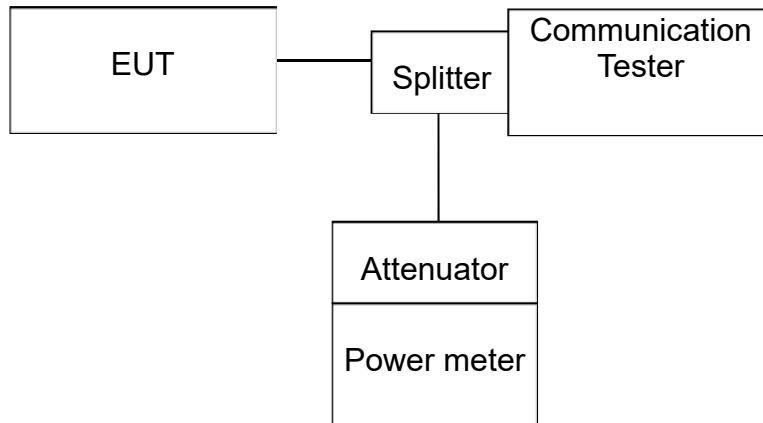 EUT
Splitter
Communication
Tester
Attenuator
Power meter